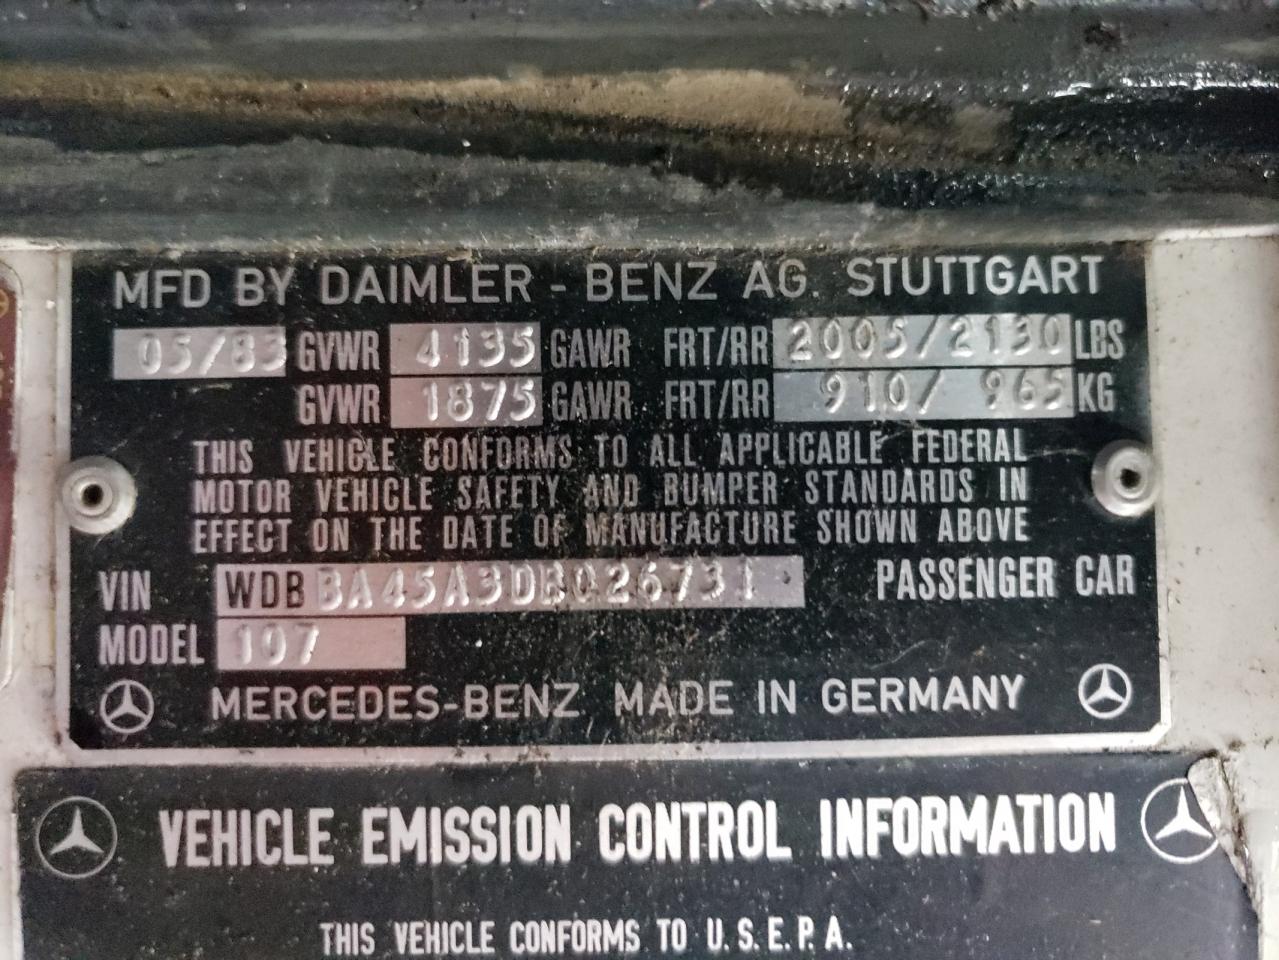 MFD BY DAIMLER - BENZ AG. STUTTGART
05/83 GVWR 4135 GAWR FRT/RR 2005/2130 LBS
GVWR 1875 GAWR FRT/RR 910/ 965 KG
THIS VEHICLE CONFORMS TO ALL APPLICABLE FEDERAL
MOTOR VEHICLE SAFETY AND BUMPER STANDARDS IN
EFFECT ON THE DATE OF MANUFACTURE SHOWN ABOVE
VIN WDBBA45A3DB026731 PASSENGER CAR
MODEL 107
MERCEDES-BENZ MADE IN GERMANY
VEHICLE EMISSION CONTROL INFORMATION
THIS VEHICLE CONFORMS TO U.S.E.P.A.